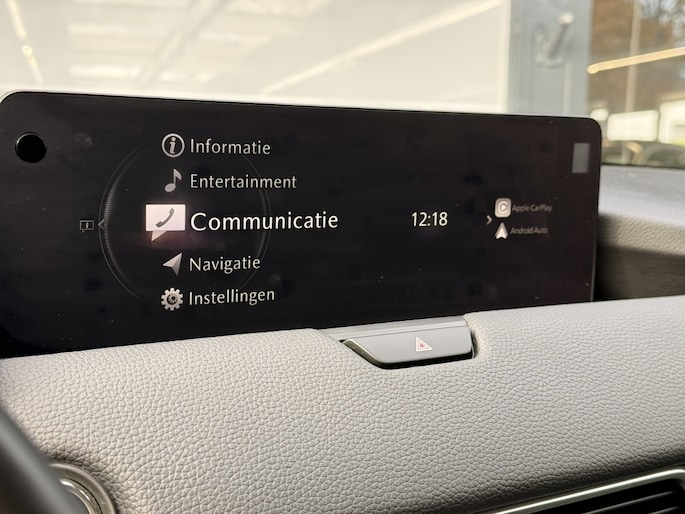 Informatie
Entertainment
Communicatie
12:18
Apple CarPlay
Android Auto
Navigatie
Instellingen